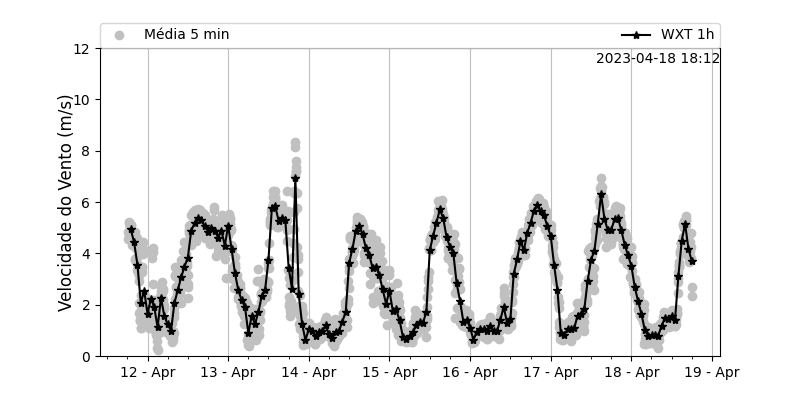 Média 5 min
WXT 1h
2023-04-18 18:12
Velocidade do Vento (m/s)
12
10
8
6
4
2
0
12 - Apr
13 - Apr
14 - Apr
15 - Apr
16 - Apr
17 - Apr
18 - Apr
19 - Apr